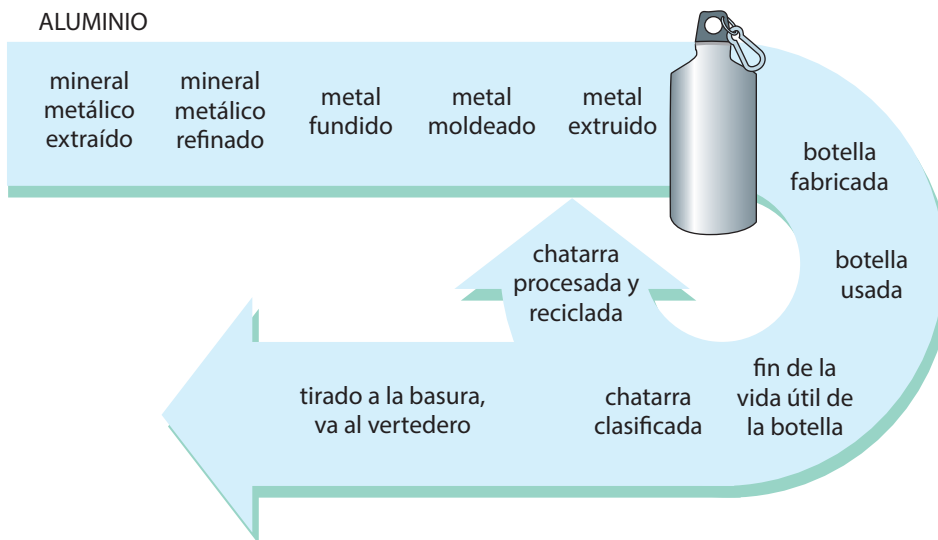 ALUMINIO
mineral
metálico
extraído
mineral
metálico
refinado
metal
fundido
metal
moldeado
metal
extruido
botella
fabricada
botella
usada
fin de la
vida útil de
la botella
chatarra
clasificada
chatarra
procesada y
reciclada
tirado a la basura,
va al vertedero